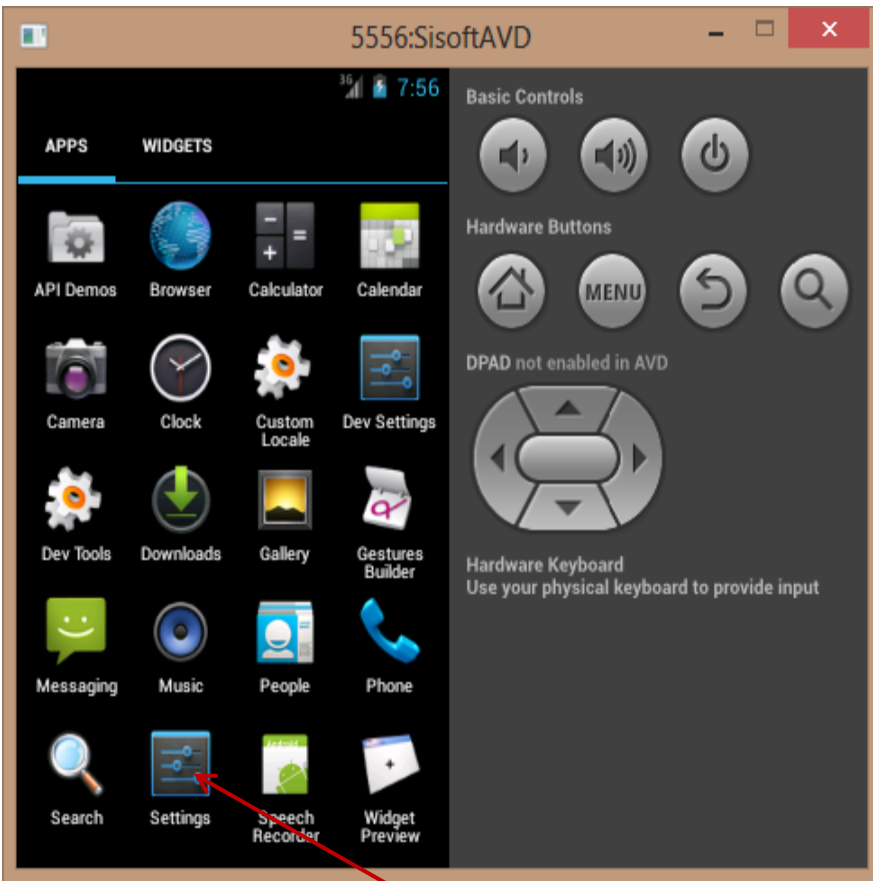 5556:SisoftAVD
3G 7:56
APPS WIDGETS
API Demos Browser Calculator Calendar
Camera Clock Custom Locale Dev Settings
Dev Tools Downloads Gallery Gestures Builder
Messaging Music People Phone
Android
Search Settings Speech Recorder Widget Preview
Basic Controls
Hardware Buttons
MENU
DPAD not enabled in AVD
Hardware Keyboard
Use your physical keyboard to provide input